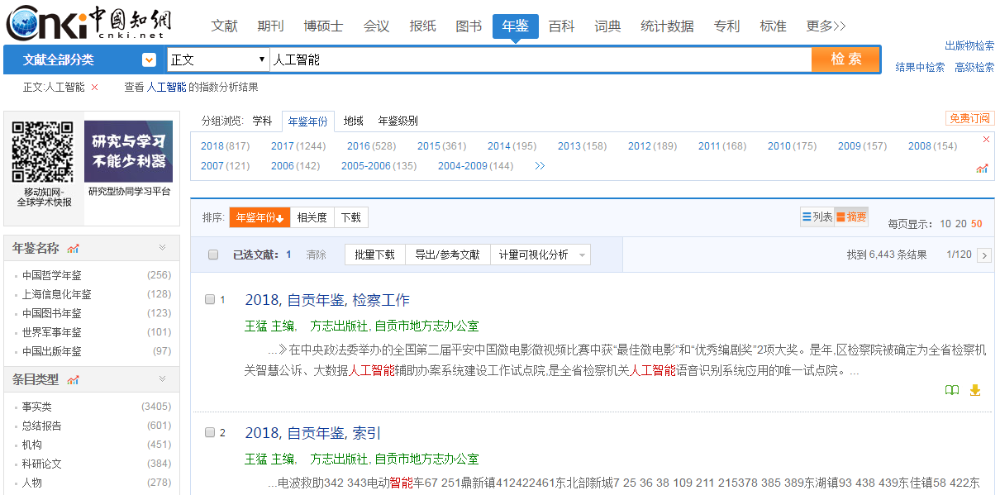 Cnki 中国知網
cnki.net
文献 期刊 博硕士 会议 报纸 图书 年鉴 百科 词典 统计数据 专利 标准 更多>>
出版物检索
文献全部分类 正文 人工智能 检索
结果中检索 高级检索
正文:人工智能 × 查看 人工智能 的指数分析结果
研究与学习
不能少利器
移动知网-
全球学术快报
研究型协同学习平台
分组浏览: 学科 年鉴年份 地域 年鉴级别 免费订阅
2018 (817) 2017 (1244) 2016 (528) 2015 (361) 2014 (195) 2013 (158) 2012 (189) 2011 (168) 2010 (175) 2009 (157) 2008 (154)
2007 (121) 2006 (142) 2005-2006 (135) 2004-2009 (144) >>
排序: 年鉴年份↓ 相关度 下载 列表 摘要 每页显示: 10 20 50
已选文献: 1 清除 批量下载 导出/参考文献 计量可视化分析 找到 6,443 条结果 1/120 >
年鉴名称
中国哲学年鉴 (256)
上海信息化年鉴 (128)
中国图书年鉴 (123)
世界军事年鉴 (101)
中国出版年鉴 (97)
条目类型
事实类 (3405)
总结报告 (601)
机构 (451)
科研论文 (384)
人物 (278)
1 2018, 自贡年鉴, 检察工作
王猛 主编, 方志出版社, 自贡市地方志办公室
...》在中央政法委举办的全国第二届平安中国微电影微视频比赛中获“最佳微电影”和“优秀编剧奖”2项大奖。是年,区检察院被确定为全省检察机
关智慧公诉、大数据人工智能辅助办案系统建设工作试点院,是全省检察机关人工智能语音识别系统应用的唯一试点院。...
2 2018, 自贡年鉴, 索引
王猛 主编, 方志出版社, 自贡市地方志办公室
...电波救助342 343电动智能车67 251鼎新镇412422461东北部新城7 25 36 38 109 211 215378 385 389东湖镇93 438 439东佳镇58 422东